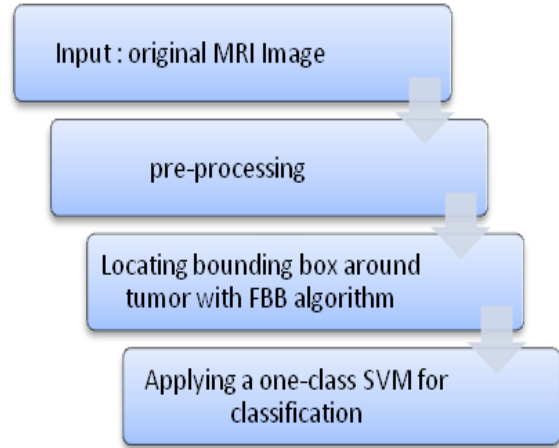 Input : original MRI Image
pre-processing
Locating bounding box around
tumor with FBB algorithm
Applying a one-class SVM for
classification